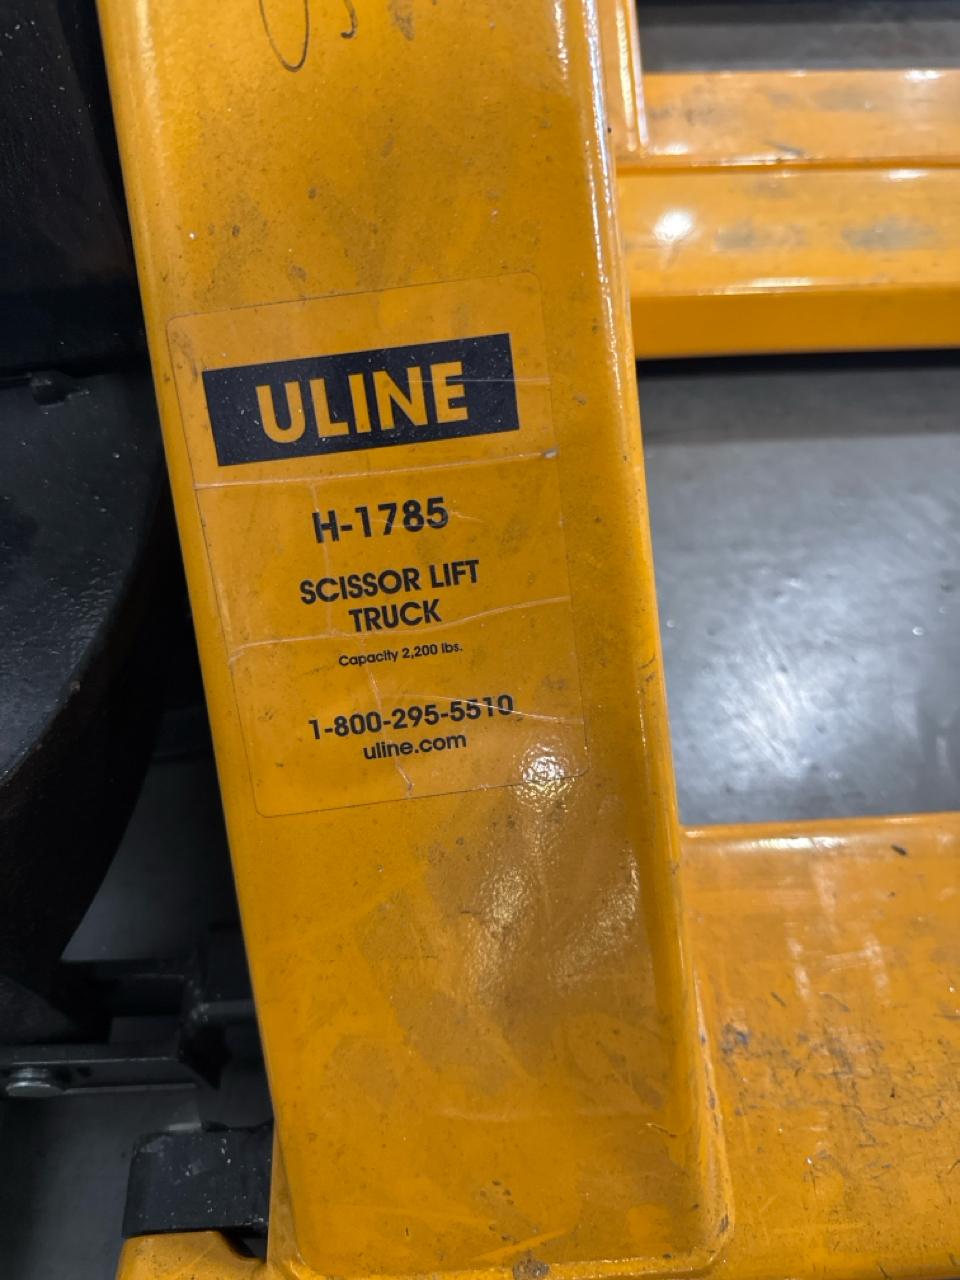 ULINE
H-1785
SCISSOR LIFT
TRUCK
Capacity 2,200 lbs.
1-800-295-5510
uline.com